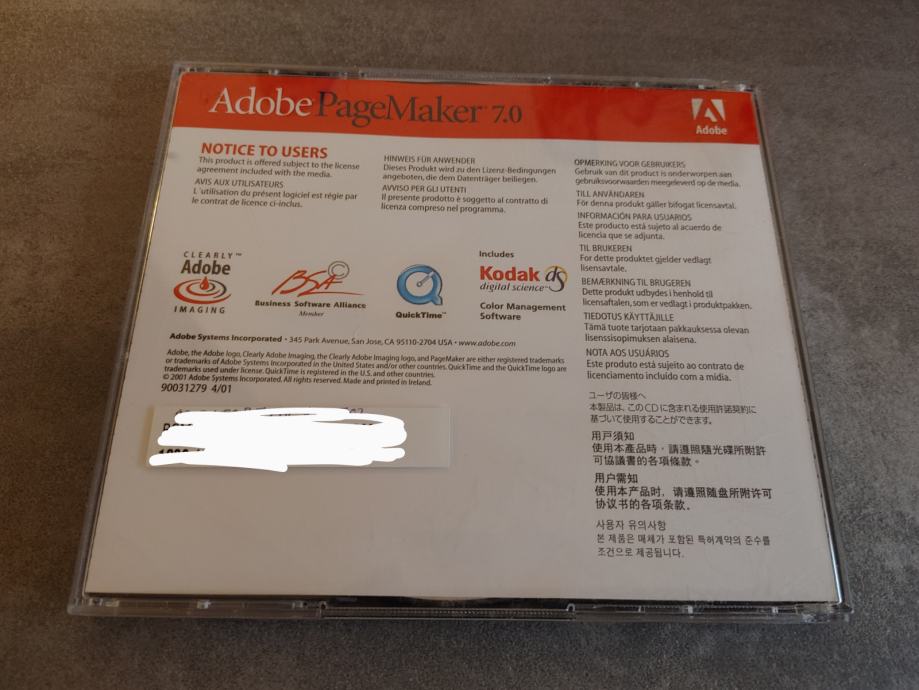 Adobe PageMaker™ 7.0
Adobe
NOTICE TO USERS
This product is offered subject to the license
agreement included with the media.
AVIS AUX UTILISATEURS
L'utilisation du présent logiciel est régie par
le contrat de licence ci-inclus.
HINWEIS FÜR ANWENDER
Dieses Produkt wird zu den Lizenz-Bedingungen
angeboten, die dem Datenträger beiliegen.
AVVISO PER GLI UTENTI
Il presente prodotto è soggetto al contratto di
licenza compreso nel programma.
OPMERKING VOOR GEBRUIKERS
Gebruik van dit product is onderworpen aan
gebruiksvoorwaarden meegeleverd op de media.
TILL ANVÄNDAREN
För denna produkt gäller bifogat licensavtal.
INFORMACIÓN PARA USUARIOS
Este producto está sujeto al acuerdo de
licencia que se adjunta.
TIL BRUKEREN
For dette produktet gjelder vedlagt
lisensavtale.
BEMÆRKNING TIL BRUGEREN
Dette produkt udbydes i henhold til
licensaftalen, som er vedlagt i produktpakken.
TIEDOTUS KÄYTTÄJILLE
Tämä tuote tarjotaan pakkauksessa olevan
lisenssisopimuksen alaisena.
NOTA AOS USUÁRIOS
Este produto está sujeito ao contrato de
licenciamento incluído com a mídia.
ユーザの皆様へ
本製品は、このCDに含まれる使用許諾契約に
基づいて使用することができます。
用戸須知
使用本產品時，請遵照隨光碟所附許
可協議書的各項條款。
用户需知
使用本产品时，请遵照随盘所附许可
协议书的各项条款。
사용자 유의사항
본 제품은 매체가 포함된 특허계약의 준수를
조건으로 제공됩니다.
CLEARLY™
Adobe
IMAGING
BSA
Business Software Alliance
Member
QuickTime™
Includes
Kodak
digital science™
Color Management
Software
Adobe Systems Incorporated • 345 Park Avenue, San Jose, CA 95110-2704 USA • www.adobe.com
Adobe, the Adobe logo, Clearly Adobe Imaging, the Clearly Adobe Imaging logo, and PageMaker are either registered trademarks
or trademarks of Adobe Systems Incorporated in the United States and/or other countries. QuickTime and the QuickTime logo are
trademarks used under license. QuickTime is registered in the U.S. and other countries.
© 2001 Adobe Systems Incorporated. All rights reserved. Made and printed in Ireland.
90031279 4/01